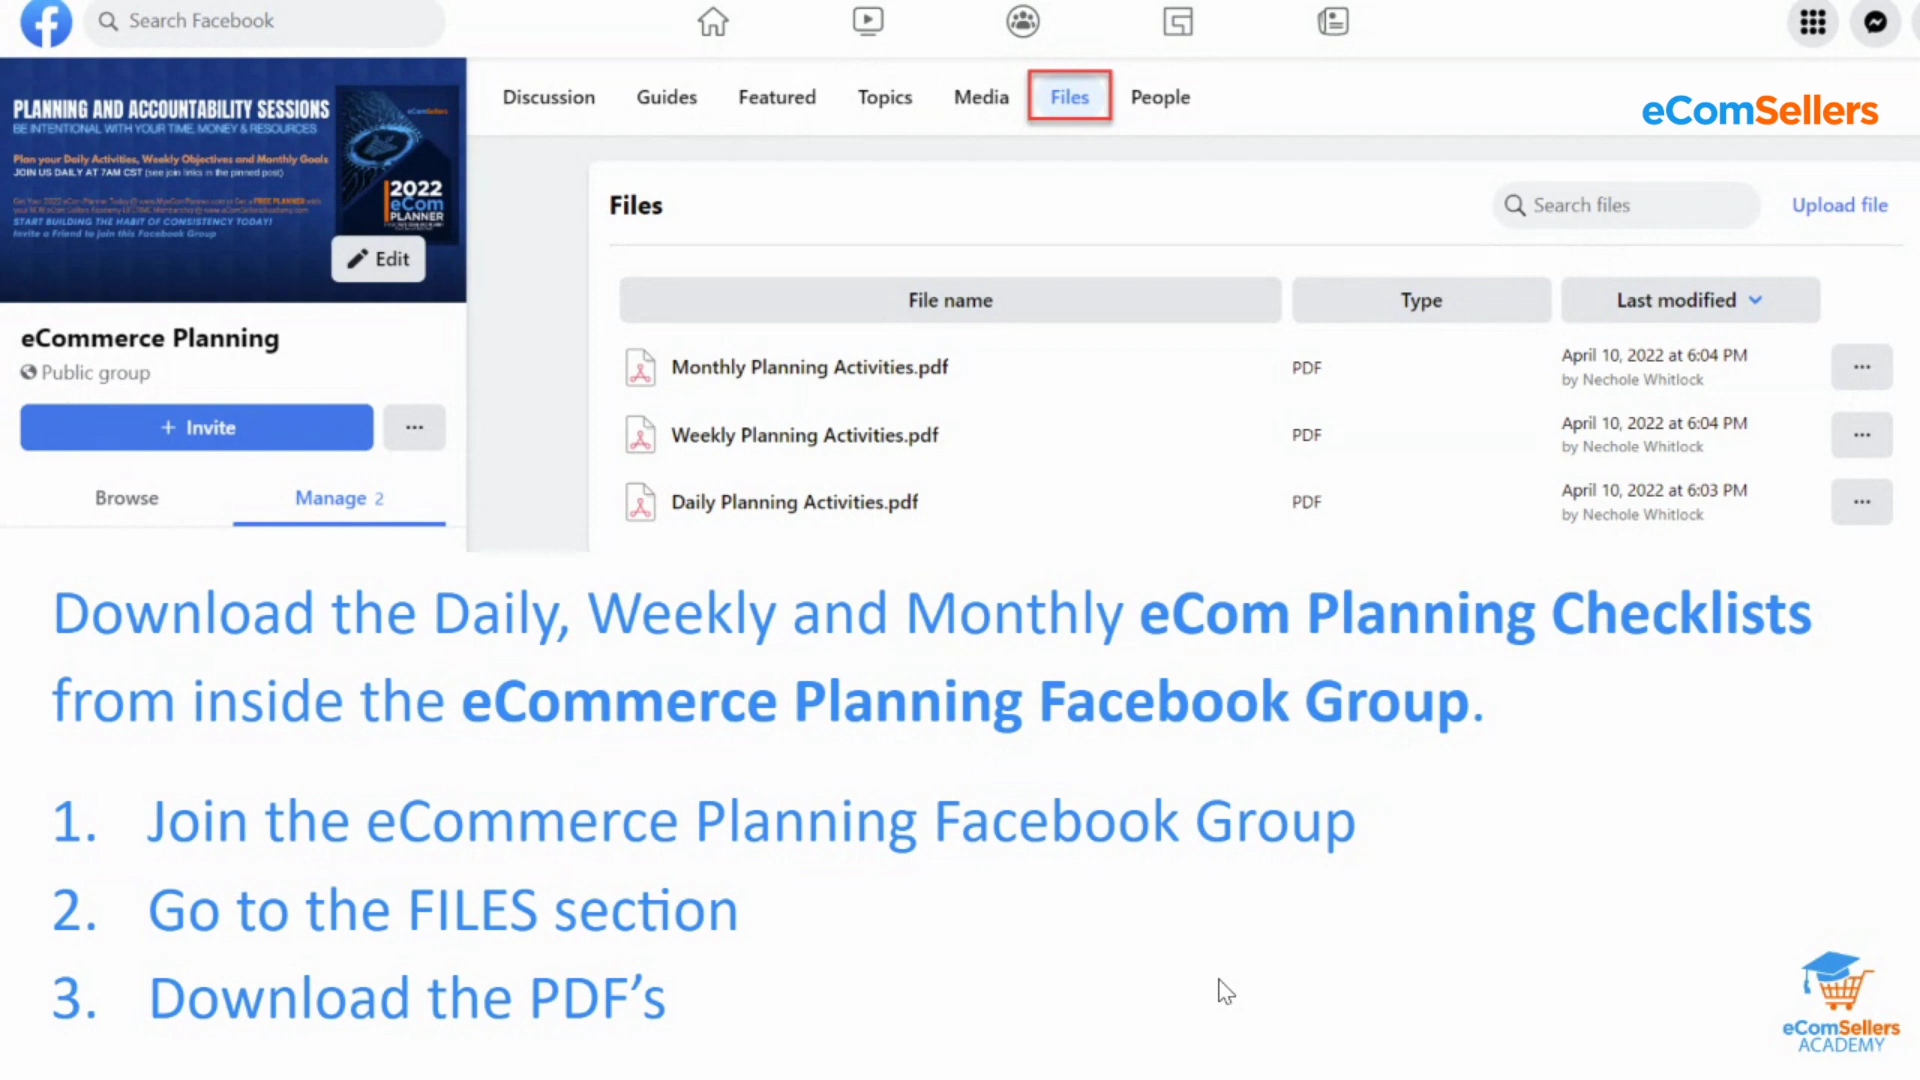 Search Facebook
PLANNING AND ACCOUNTABILITY SESSIONS
BE INTENTIONAL WITH YOUR TIME, MONEY & RESOURCES
Plan your Daily Activities, Weekly Objectives and Monthly Goals
JOIN US DAILY AT 7AM CST (see join links in the pinned post)
START BUILDING THE HABIT OF CONSISTENCY TODAY!
Invite a Friend to join this Facebook Group
eComSellers
2022
eCom
PLANNER
Edit
eCommerce Planning
Public group
+ Invite
...
Browse
Manage 2
Discussion Guides Featured Topics Media Files People
eComSellers
Files
Search files
Upload file
File name Type Last modified
Monthly Planning Activities.pdf PDF April 10, 2022 at 6:04 PM
by Nechole Whitlock
Weekly Planning Activities.pdf PDF April 10, 2022 at 6:04 PM
by Nechole Whitlock
Daily Planning Activities.pdf PDF April 10, 2022 at 6:03 PM
by Nechole Whitlock
Download the Daily, Weekly and Monthly eCom Planning Checklists
from inside the eCommerce Planning Facebook Group.
1. Join the eCommerce Planning Facebook Group
2. Go to the FILES section
3. Download the PDF’s
eComSellers
ACADEMY